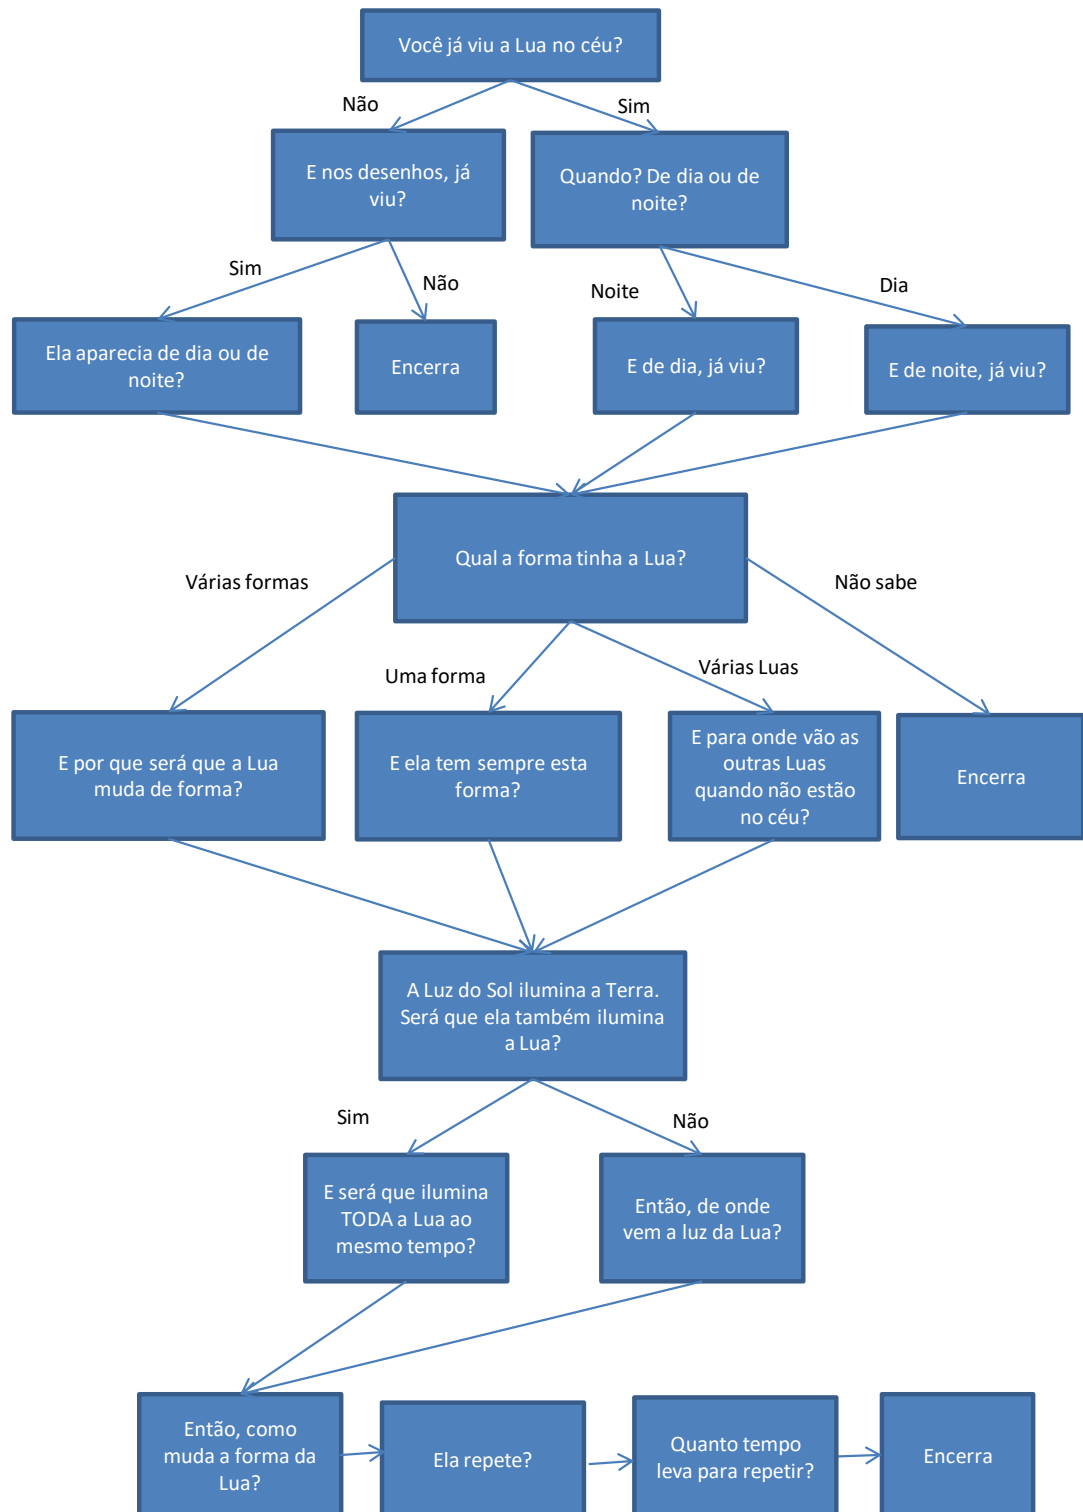 Você já viu a Lua no céu?
Não
Sim
E nos desenhos, já
viu?
Quando? De dia ou de
noite?
Sim
Não
Noite
Dia
Ela aparecia de dia ou de
noite?
Encerra
E de dia, já viu?
E de noite, já viu?
Qual a forma tinha a Lua?
Várias formas
Não sabe
Uma forma
Várias Luas
E por que será que a Lua
muda de forma?
E ela tem sempre esta
forma?
E para onde vão as
outras Luas
quando não estão
no céu?
Encerra
A Luz do Sol ilumina a Terra.
Será que ela também ilumina
a Lua?
Sim
Não
E será que ilumina
TODA a Lua ao
mesmo tempo?
Então, de onde
vem a luz da Lua?
Então, como
muda a forma da
Lua?
Ela repete?
Quanto tempo
leva para repetir?
Encerra